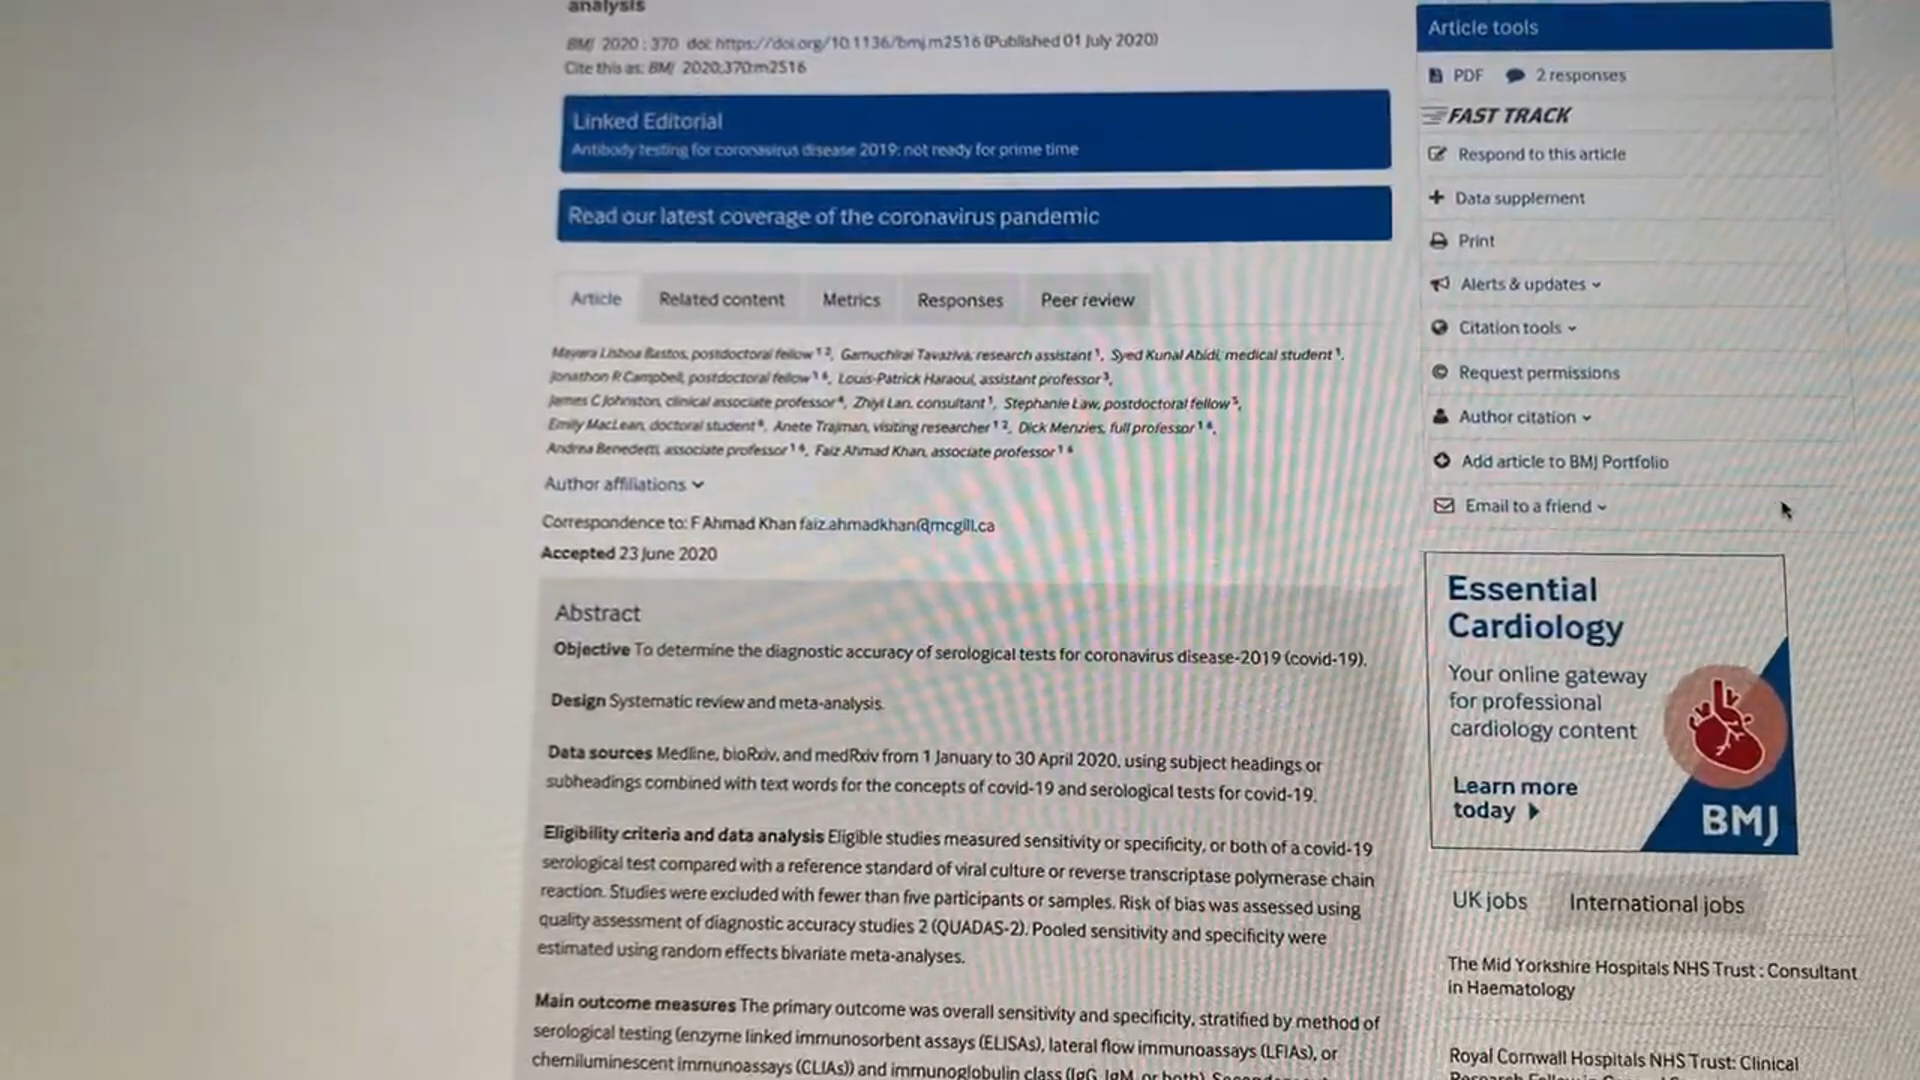 analysis
BMJ 2020 ; 370 doi: https://doi.org/10.1136/bmj.m2516 (Published 01 July 2020)
Cite this as: BMJ 2020;370:m2516
Linked Editorial
Antibody testing for coronavirus disease 2019: not ready for prime time
Read our latest coverage of the coronavirus pandemic
Article Related content Metrics Responses Peer review
Mayara Lisboa Bastos, postdoctoral fellow 1 2, Gamuchirai Tavaziva, research assistant 1, Syed Kunal Abidi, medical student 1,
Jonathon R Campbell, postdoctoral fellow 1 6, Louis-Patrick Haraoui, assistant professor 3,
James C Johnston, clinical associate professor 4, Zhiyi Lan, consultant 1, Stephanie Law, postdoctoral fellow 5,
Emily MacLean, doctoral student 6, Anete Trajman, visiting researcher 1 2, Dick Menzies, full professor 1 6,
Andrea Benedetti, associate professor 1 6, Faiz Ahmad Khan, associate professor 1 6
Author affiliations
Correspondence to: F Ahmad Khan faiz.ahmadkhan@mcgill.ca
Accepted 23 June 2020
Abstract
Objective To determine the diagnostic accuracy of serological tests for coronavirus disease-2019 (covid-19).
Design Systematic review and meta-analysis.
Data sources Medline, bioRxiv, and medRxiv from 1 January to 30 April 2020, using subject headings or
subheadings combined with text words for the concepts of covid-19 and serological tests for covid-19.
Eligibility criteria and data analysis Eligible studies measured sensitivity or specificity, or both of a covid-19
serological test compared with a reference standard of viral culture or reverse transcriptase polymerase chain
reaction. Studies were excluded with fewer than five participants or samples. Risk of bias was assessed using
quality assessment of diagnostic accuracy studies 2 (QUADAS-2). Pooled sensitivity and specificity were
estimated using random effects bivariate meta-analyses.
Main outcome measures The primary outcome was overall sensitivity and specificity, stratified by method of
serological testing (enzyme linked immunosorbent assays (ELISAs), lateral flow immunoassays (LFIAs), or
chemiluminescent immunoassays (CLIAs)) and immunoglobulin class (IgG, IgM, or both).
Article tools
PDF 2 responses
FAST TRACK
Respond to this article
Data supplement
Print
Alerts & updates
Citation tools
Request permissions
Author citation
Add article to BMJ Portfolio
Email to a friend
Essential
Cardiology
Your online gateway
for professional
cardiology content
Learn more
today
BMJ
UK jobs International jobs
The Mid Yorkshire Hospitals NHS Trust : Consultant
in Haematology
Royal Cornwall Hospitals NHS Trust: Clinical